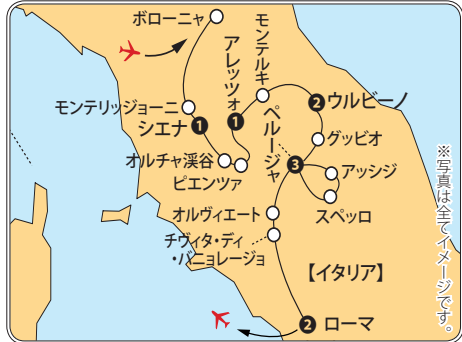 ボローニャ
モンテルキ
アレッツォ
モンテリッジョーニ
シエナ
1
1
2
ウルビーノ
グッビオ
ペルージャ
3
アッシジ
オルチャ渓谷
ピエンツァ
スペッロ
オルヴィエート
チヴィタ・ディ
・バニョレージョ
【イタリア】
2
ローマ
※写真は全てイメージです。